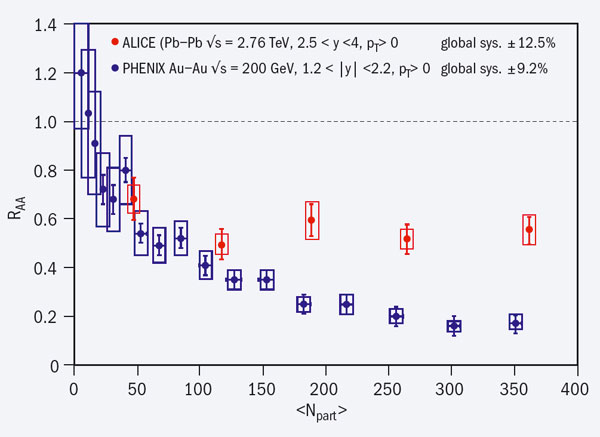 1.4
ALICE (Pb–Pb √s = 2.76 TeV, 2.5 < y <4, pT> 0 global sys. ± 12.5%
PHENIX Au–Au √s = 200 GeV, 1.2 < |y| <2.2, pT> 0 global sys. ± 9.2%
1.2
1.0
0.8
RAA
0.6
0.4
0.2
0
0 50 100 150 200 250 300 350 400
<Npart>